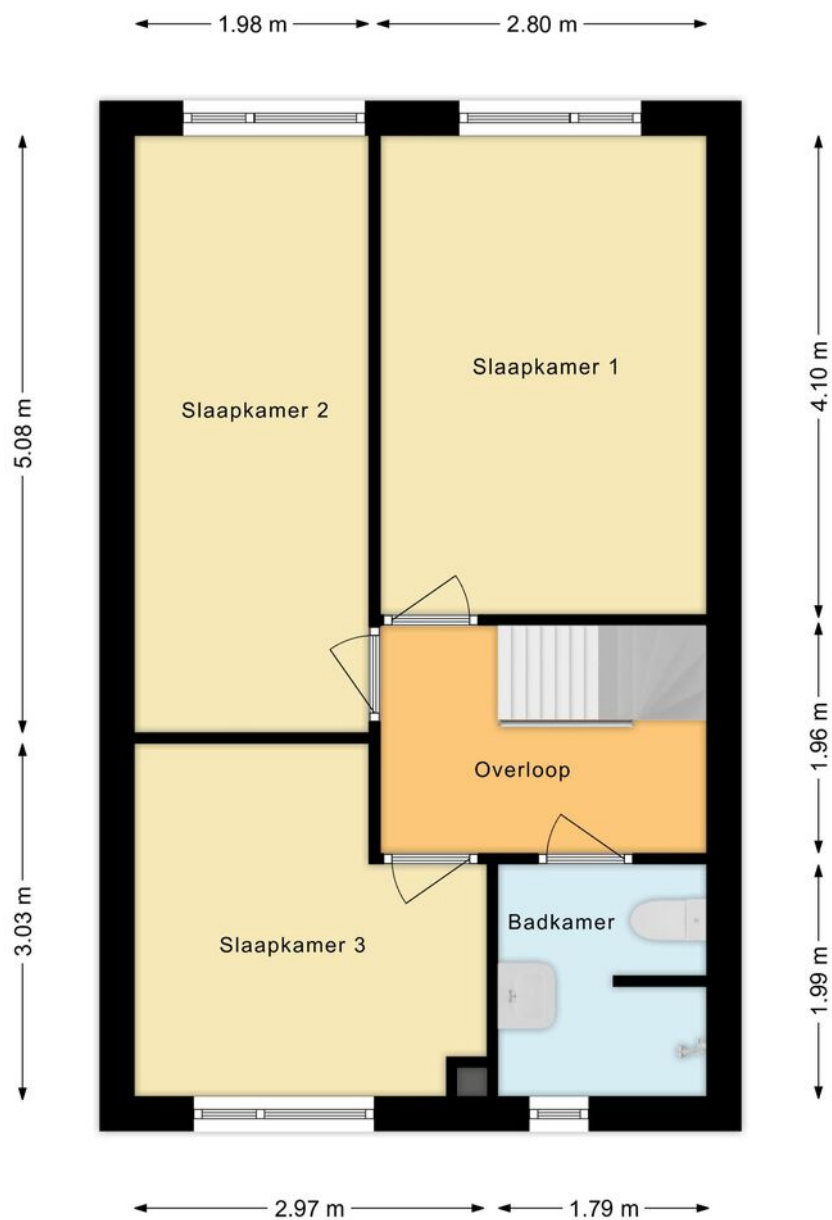 1.98 m
2.80 m
5.08 m
4.10 m
Slaapkamer 1
Slaapkamer 2
1.96 m
Overloop
3.03 m
Badkamer
Slaapkamer 3
1.99 m
2.97 m
1.79 m